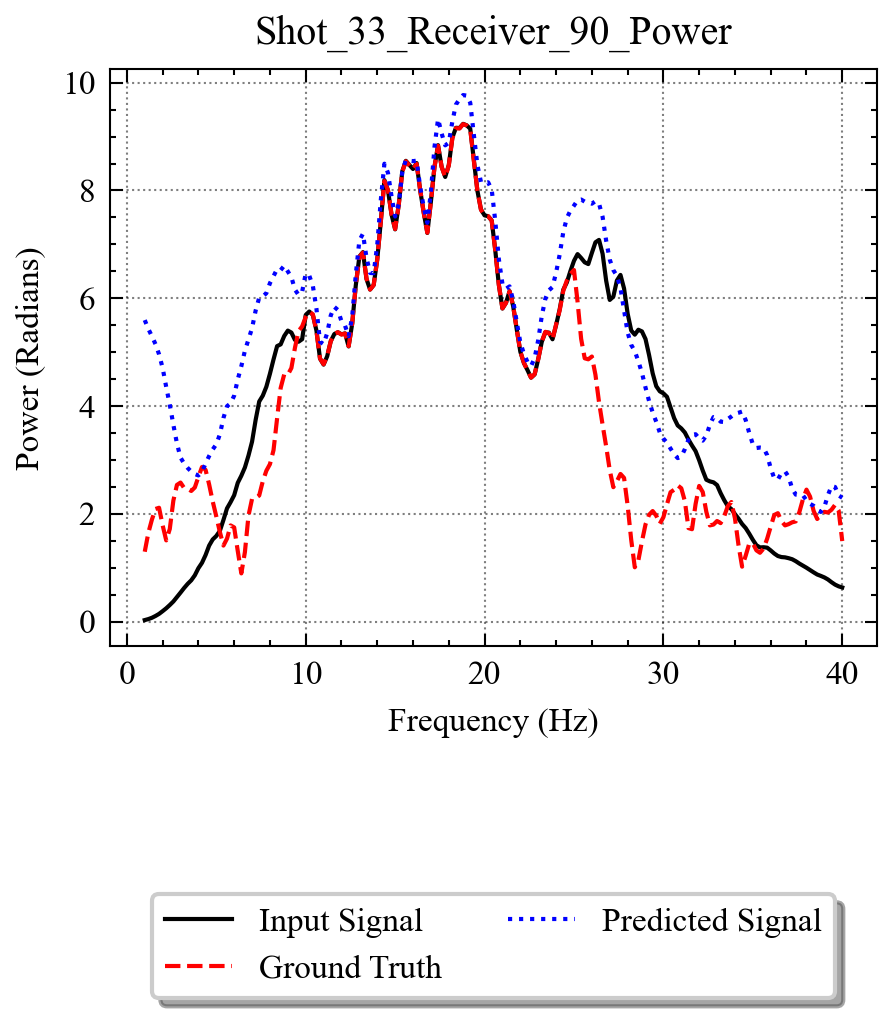 Shot_33_Receiver_90_Power
10
8
6
4
2
0
Power (Radians)
0 10 20 30 40
Frequency (Hz)
Input Signal Predicted Signal
Ground Truth